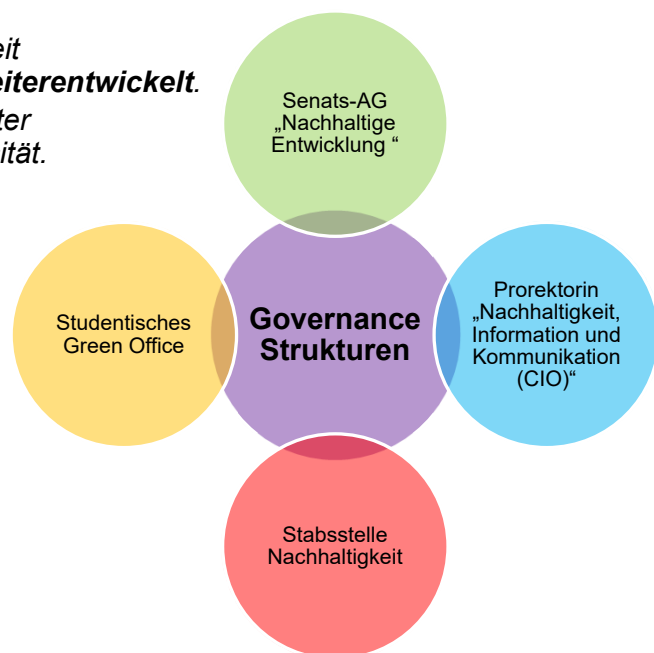 eit
eiterentwickelt.
ter
ität.
Senats-AG
„Nachhaltige
Entwicklung “
Studentisches
Green Office
Governance
Strukturen
Prorektorin
„Nachhaltigkeit,
Information und
Kommunikation
(CIO)“
Stabsstelle
Nachhaltigkeit